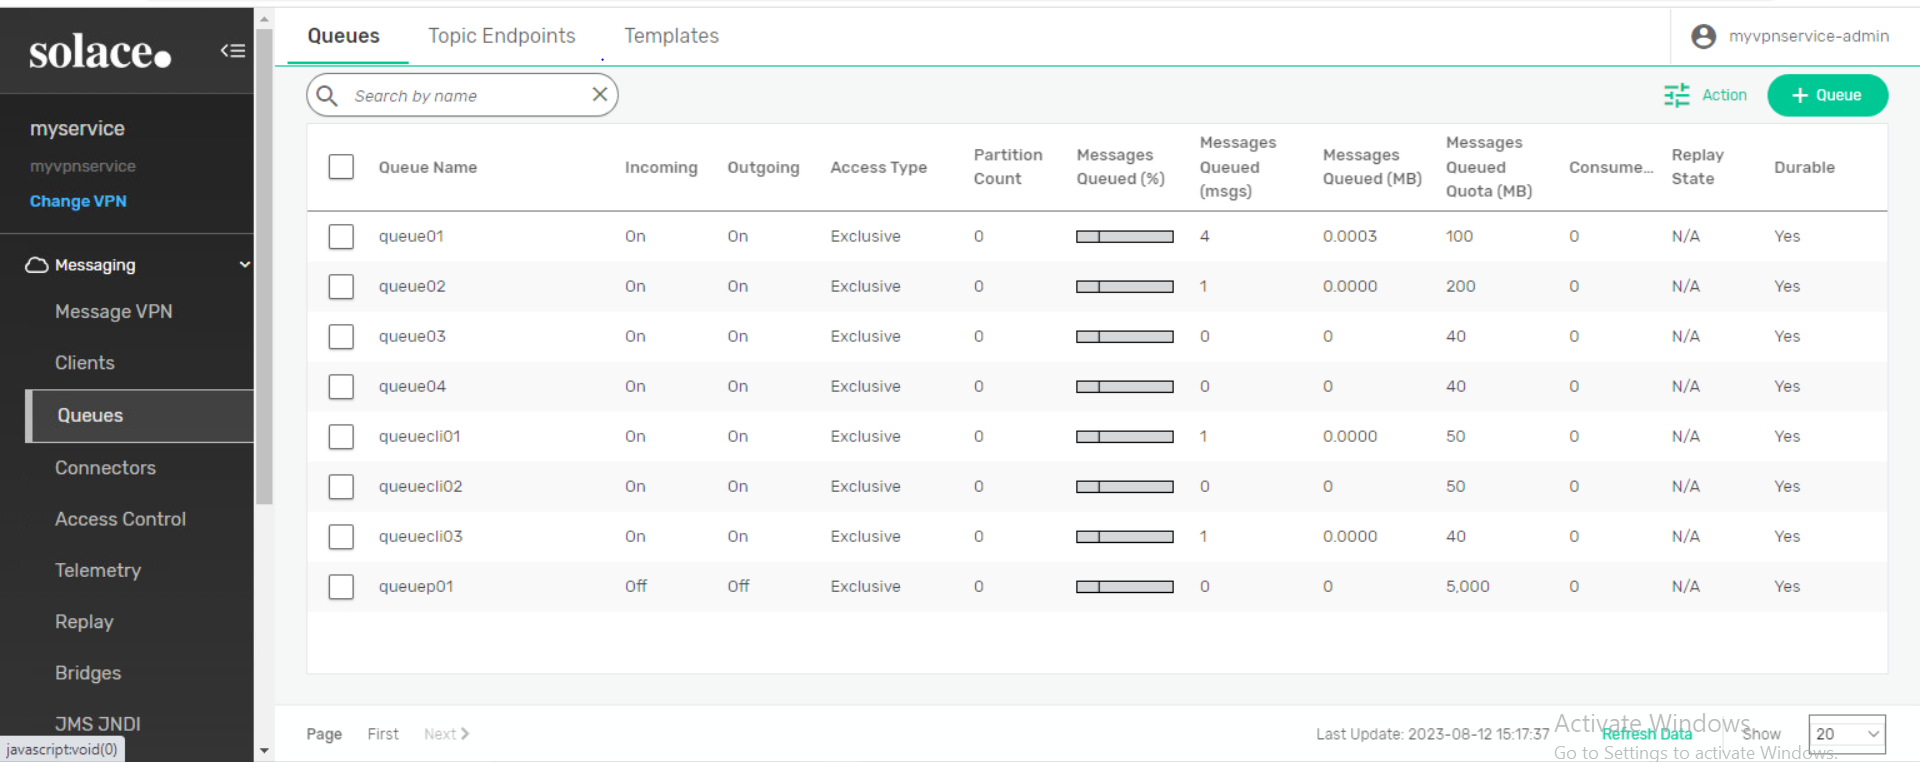 solace.
myservice
myvpnservice
Change VPN
Messaging
Message VPN
Clients
Queues
Connectors
Access Control
Telemetry
Replay
Bridges
JMS JNDI
javascript:void(0)
Queues Topic Endpoints Templates
myvpnservice-admin
Search by name
Action
+ Queue
Queue Name Incoming Outgoing Access Type Partition Count Messages Queued (%) Messages Queued (msgs) Messages Queued (MB) Messages Queued Quota (MB) Consume... Replay State Durable
queue01 On On Exclusive 0 4 0.0003 100 0 N/A Yes
queue02 On On Exclusive 0 1 0.0000 200 0 N/A Yes
queue03 On On Exclusive 0 0 0 40 0 N/A Yes
queue04 On On Exclusive 0 0 0 40 0 N/A Yes
queuecli01 On On Exclusive 0 1 0.0000 50 0 N/A Yes
queuecli02 On On Exclusive 0 0 0 50 0 N/A Yes
queuecli03 On On Exclusive 0 1 0.0000 40 0 N/A Yes
queuep01 Off Off Exclusive 0 0 0 5,000 0 N/A Yes
Page First Next
Last Update: 2023-08-12 15:17:37 Refresh Data Show 20
Activate Windows
Go to Settings to activate Windows.